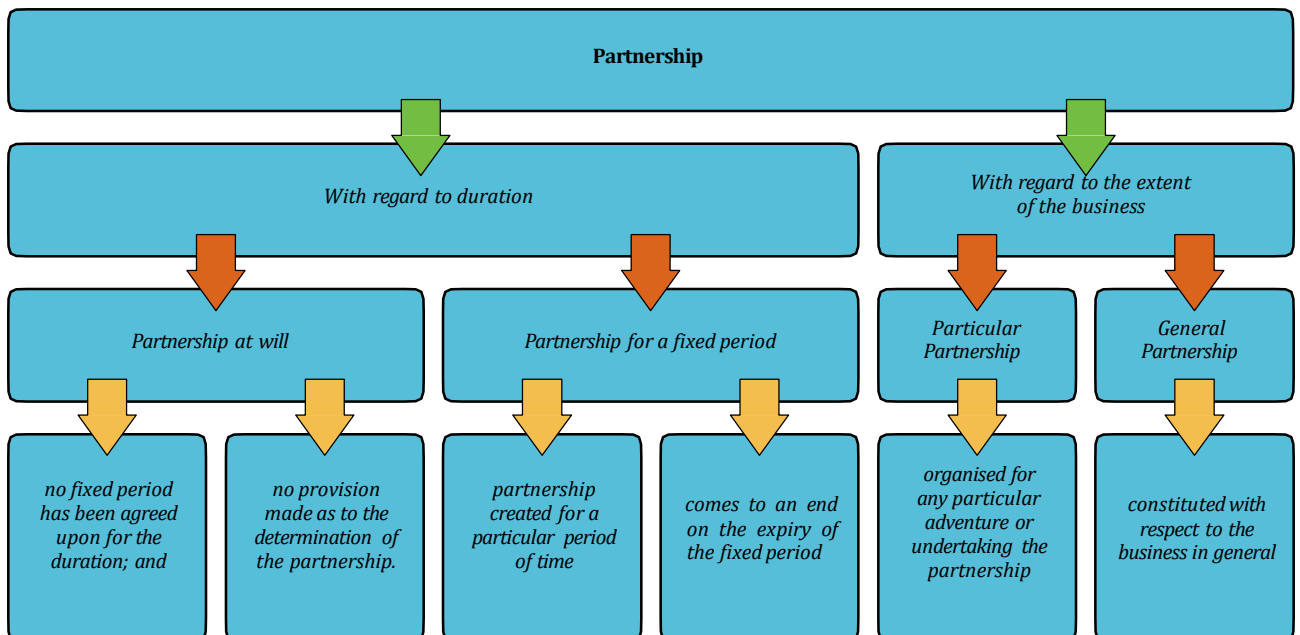 Partnership
With regard to duration
With regard to the extent
of the business
Partnership at will
Partnership for a fixed period
Particular
Partnership
General
Partnership
no fixed period
has been agreed
upon for the
duration; and
no provision
made as to the
determination of
the partnership.
partnership
created for a
particular period
of time
comes to an end
on the expiry of
the fixed period
organised for
any particular
adventure or
undertaking the
partnership
constituted with
respect to the
business in general